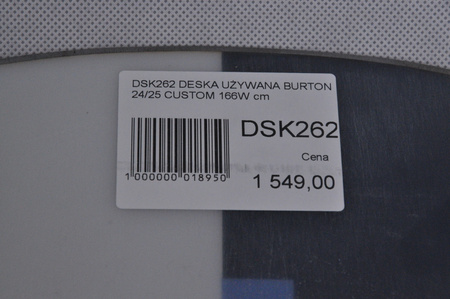 DSK262 DESKA UŻYWANA BURTON
24/25 CUSTOM 166W cm
DSK262
Cena
1 549,00
1 000000 018950